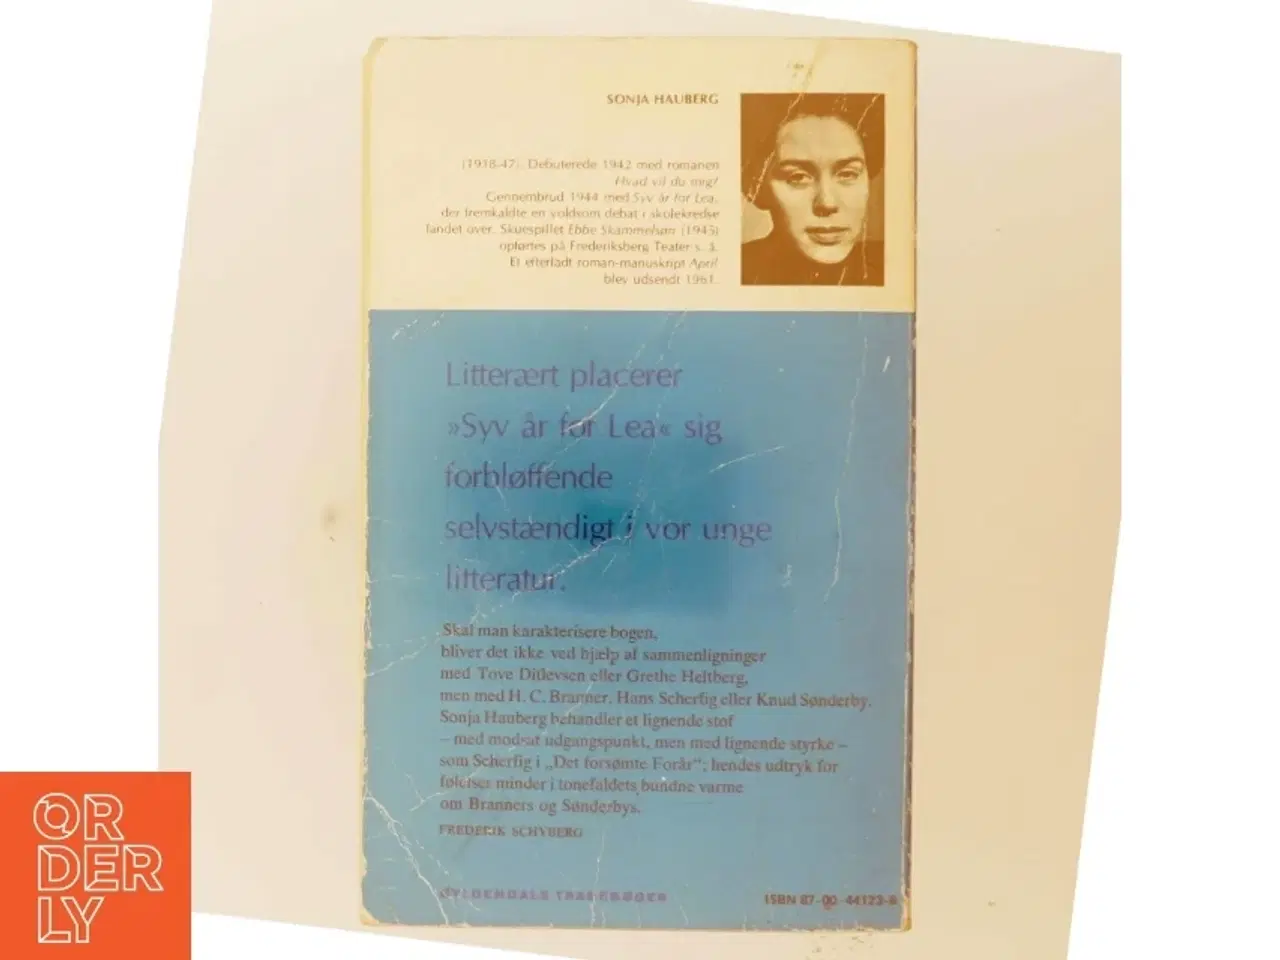 SONJA HAUBERG
(1918-47). Debuterede 1942 med romanen
Hvad vil du mig?
Gennembrud 1944 med Syv år for Lea,
der fremkaldte en voldsom debat i skolekredse
landet over. Skuespillet Ebbe Skammelsøn (1945)
opførtes på Frederiksberg Teater s. å.
Et efterladt roman-manuskript April
blev udsendt 1961.
Litterært placerer
»Syv år for Lea« sig
forbløffende
selvstændigt i vor unge
litteratur.
Skal man karakterisere bogen,
bliver det ikke ved hjælp af sammenligninger
med Tove Ditlevsen eller Grethe Heltberg,
men med H. C. Branner, Hans Scherfig eller Knud Sønderby.
Sonja Hauberg behandler et lignende stof
– med modsat udgangspunkt, men med lignende styrke –
som Scherfig i „Det forsømte Forår“; hendes udtryk for
følelser minder i tonefaldets bundne varme
om Branners og Sønderbys.
FREDERIK SCHYBERG
GYLDENDALS TRANEBØGER
ISBN 87-00-44123-8
ORDERLY